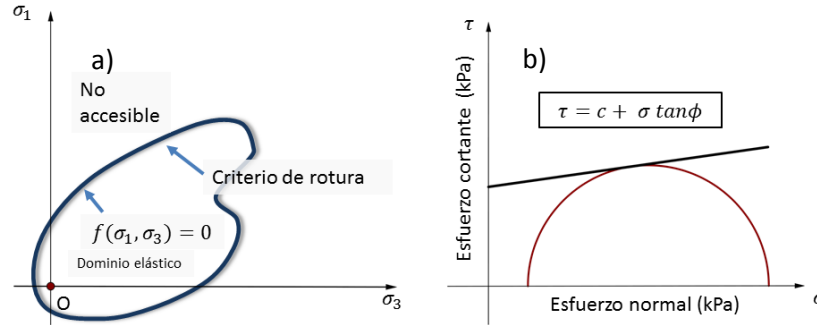 σ₁
a)
No
accesible
Criterio de rotura
f(σ₁, σ₃) = 0
Dominio elástico
O
σ₃
τ
b)
Esfuerzo cortante (kPa)
τ = c + σ tanϕ
Esfuerzo normal (kPa)
σ